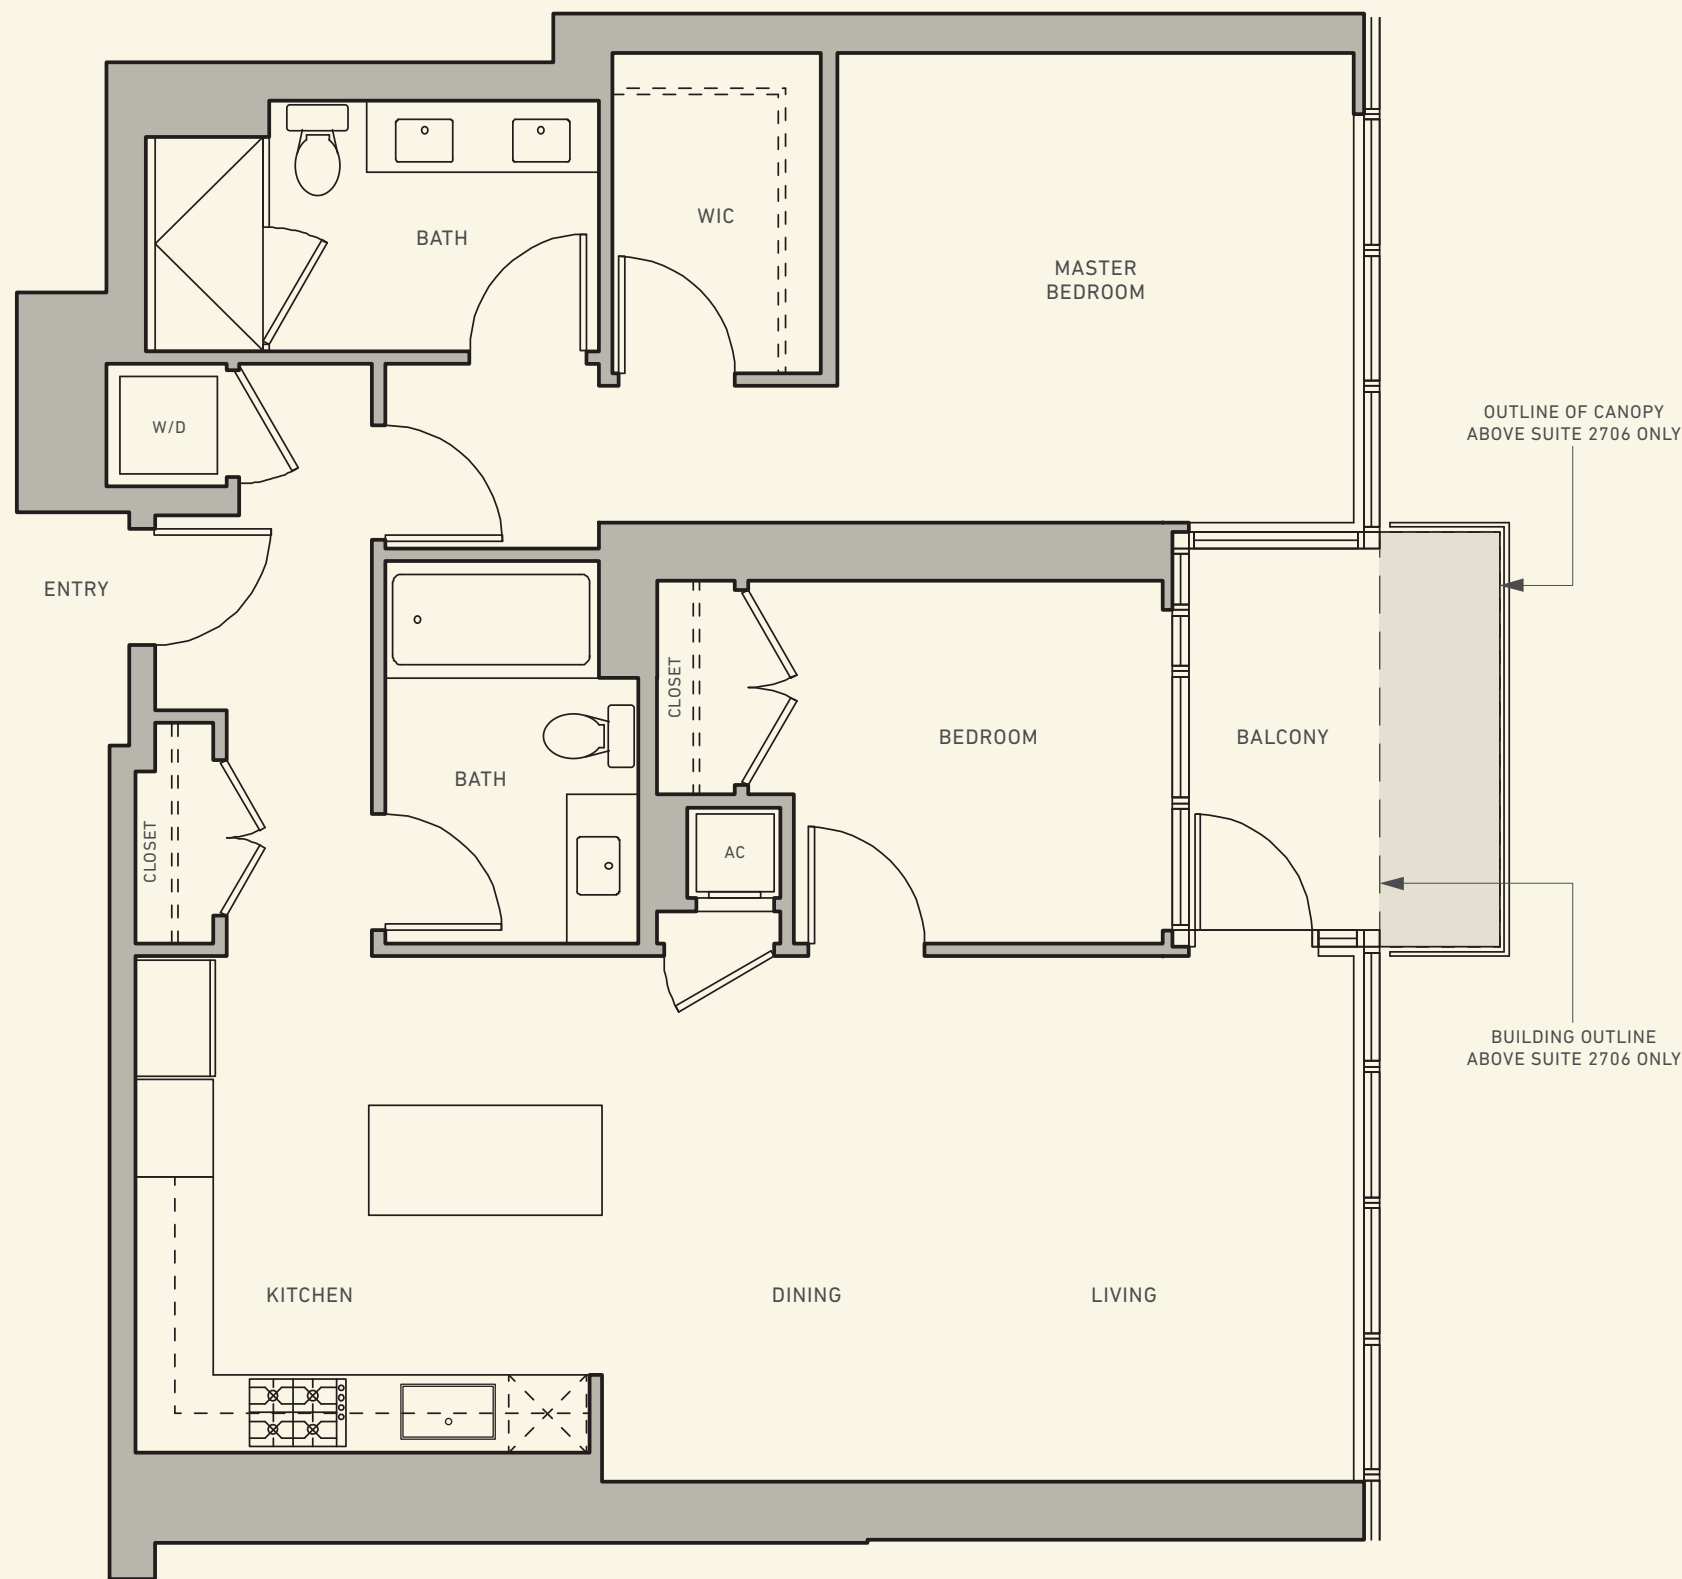 BATH
WIC
MASTER
BEDROOM
W/D
OUTLINE OF CANOPY
ABOVE SUITE 2706 ONLY
ENTRY
CLOSET
BEDROOM
BALCONY
BATH
CLOSET
AC
BUILDING OUTLINE
ABOVE SUITE 2706 ONLY
KITCHEN
DINING
LIVING